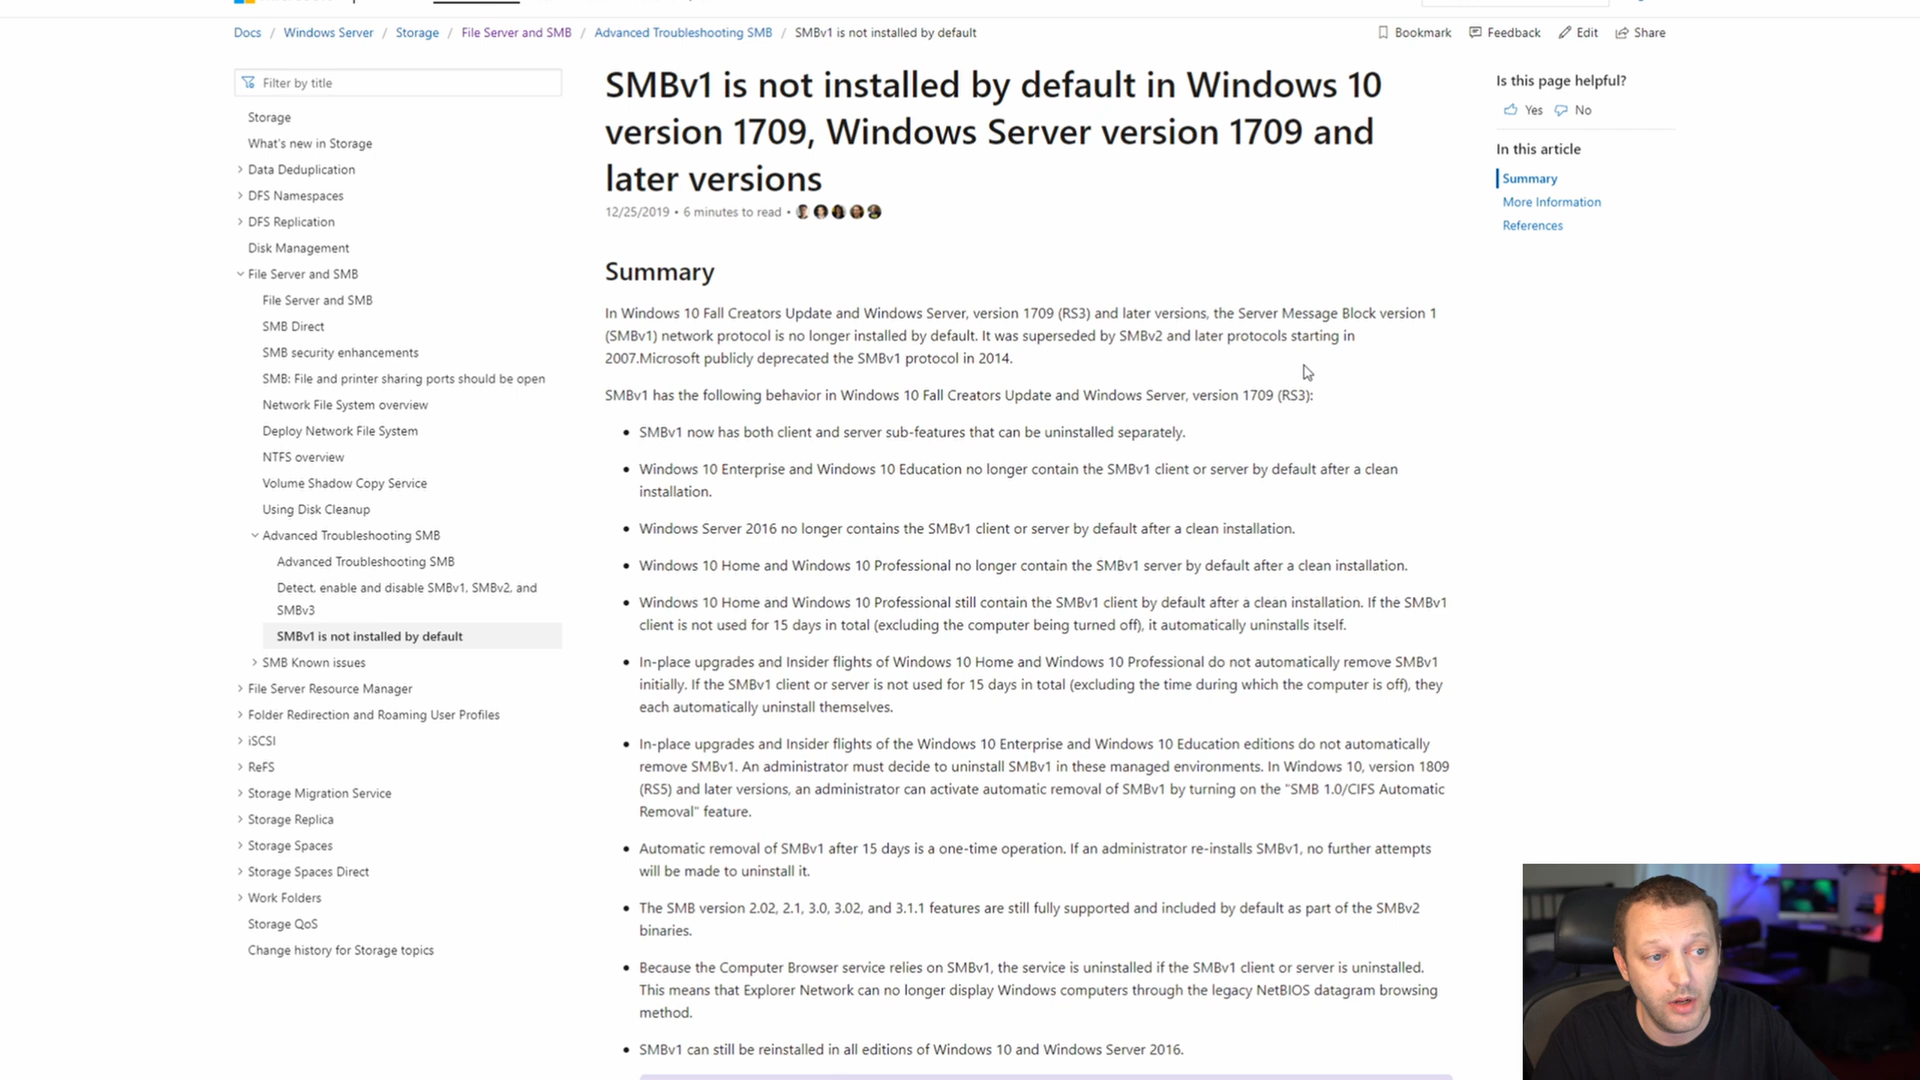 Docs / Windows Server / Storage / File Server and SMB / Advanced Troubleshooting SMB / SMBv1 is not installed by default
Bookmark Feedback Edit Share
Filter by title
Storage
What's new in Storage
Data Deduplication
DFS Namespaces
DFS Replication
Disk Management
File Server and SMB
File Server and SMB
SMB Direct
SMB security enhancements
SMB: File and printer sharing ports should be open
Network File System overview
Deploy Network File System
NTFS overview
Volume Shadow Copy Service
Using Disk Cleanup
Advanced Troubleshooting SMB
Advanced Troubleshooting SMB
Detect, enable and disable SMBv1, SMBv2, and
SMBv3
SMBv1 is not installed by default
SMB Known issues
File Server Resource Manager
Folder Redirection and Roaming User Profiles
iSCSI
ReFS
Storage Migration Service
Storage Replica
Storage Spaces
Storage Spaces Direct
Work Folders
Storage QoS
Change history for Storage topics
SMBv1 is not installed by default in Windows 10
version 1709, Windows Server version 1709 and
later versions
12/25/2019 • 6 minutes to read •
Summary
In Windows 10 Fall Creators Update and Windows Server, version 1709 (RS3) and later versions, the Server Message Block version 1
(SMBv1) network protocol is no longer installed by default. It was superseded by SMBv2 and later protocols starting in
2007.Microsoft publicly deprecated the SMBv1 protocol in 2014.
SMBv1 has the following behavior in Windows 10 Fall Creators Update and Windows Server, version 1709 (RS3):
• SMBv1 now has both client and server sub-features that can be uninstalled separately.
• Windows 10 Enterprise and Windows 10 Education no longer contain the SMBv1 client or server by default after a clean
installation.
• Windows Server 2016 no longer contains the SMBv1 client or server by default after a clean installation.
• Windows 10 Home and Windows 10 Professional no longer contain the SMBv1 server by default after a clean installation.
• Windows 10 Home and Windows 10 Professional still contain the SMBv1 client by default after a clean installation. If the SMBv1
client is not used for 15 days in total (excluding the computer being turned off), it automatically uninstalls itself.
• In-place upgrades and Insider flights of Windows 10 Home and Windows 10 Professional do not automatically remove SMBv1
initially. If the SMBv1 client or server is not used for 15 days in total (excluding the time during which the computer is off), they
each automatically uninstall themselves.
• In-place upgrades and Insider flights of the Windows 10 Enterprise and Windows 10 Education editions do not automatically
remove SMBv1. An administrator must decide to uninstall SMBv1 in these managed environments. In Windows 10, version 1809
(RS5) and later versions, an administrator can activate automatic removal of SMBv1 by turning on the "SMB 1.0/CIFS Automatic
Removal" feature.
• Automatic removal of SMBv1 after 15 days is a one-time operation. If an administrator re-installs SMBv1, no further attempts
will be made to uninstall it.
• The SMB version 2.02, 2.1, 3.0, 3.02, and 3.1.1 features are still fully supported and included by default as part of the SMBv2
binaries.
• Because the Computer Browser service relies on SMBv1, the service is uninstalled if the SMBv1 client or server is uninstalled.
This means that Explorer Network can no longer display Windows computers through the legacy NetBIOS datagram browsing
method.
• SMBv1 can still be reinstalled in all editions of Windows 10 and Windows Server 2016.
Is this page helpful?
Yes No
In this article
Summary
More Information
References